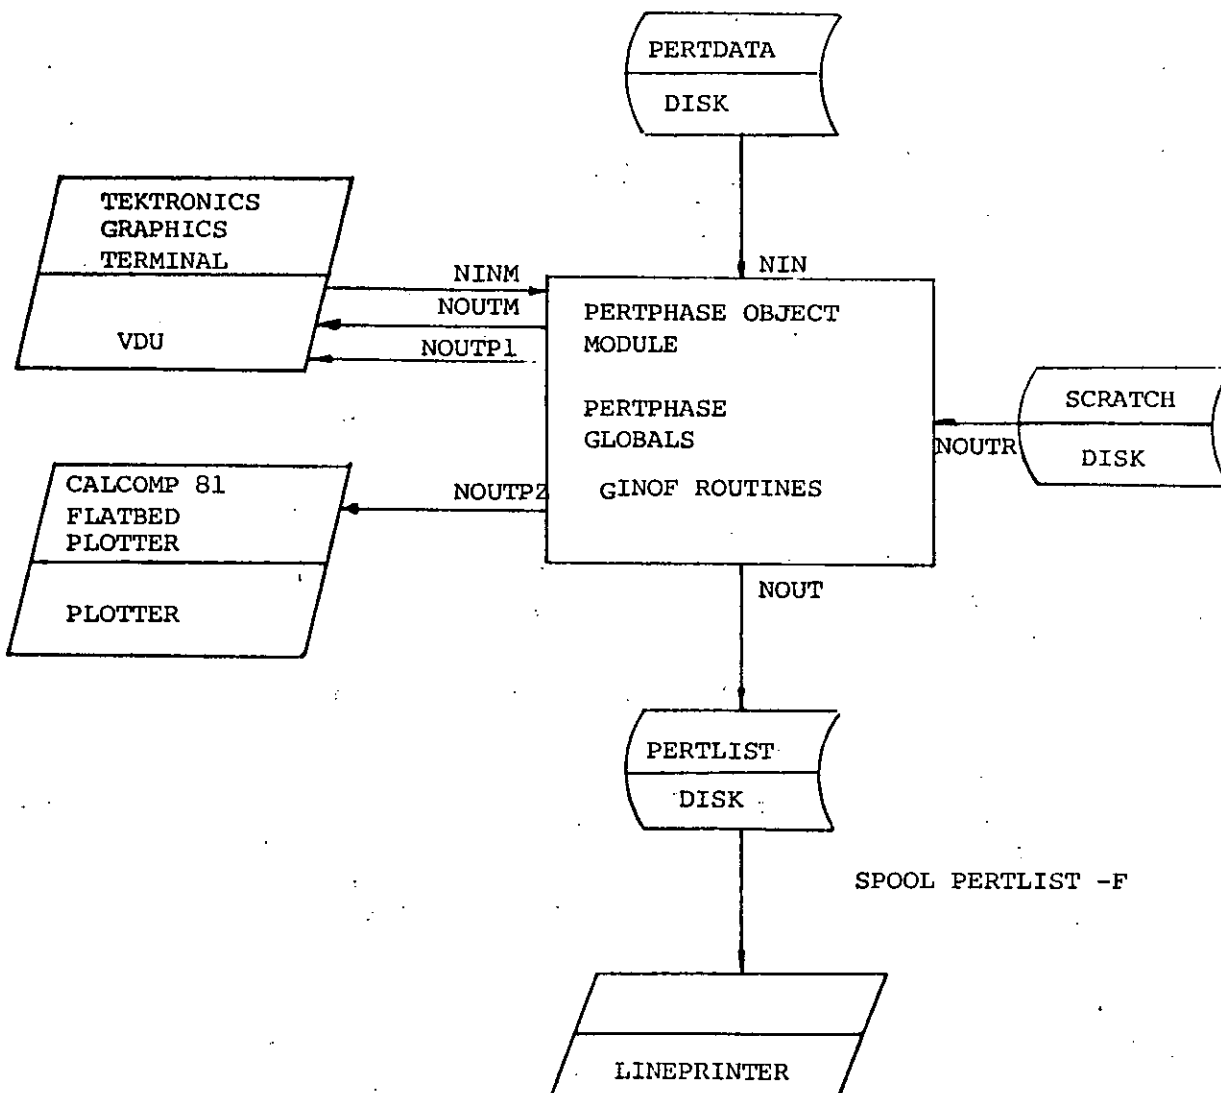 PERTDATA
DISK
TEKTRONICS
GRAPHICS
TERMINAL
VDU
NINM
NOUTM
NOUTP1
NIN
PERTPHASE OBJECT
MODULE
PERTPHASE
GLOBALS
GINOF ROUTINES
SCRATCH
DISK
NOUTR
CALCOMP 81
FLATBED
PLOTTER
PLOTTER
NOUTP2
NOUT
PERTLIST
DISK
SPOOL PERTLIST -F
LINEPRINTER